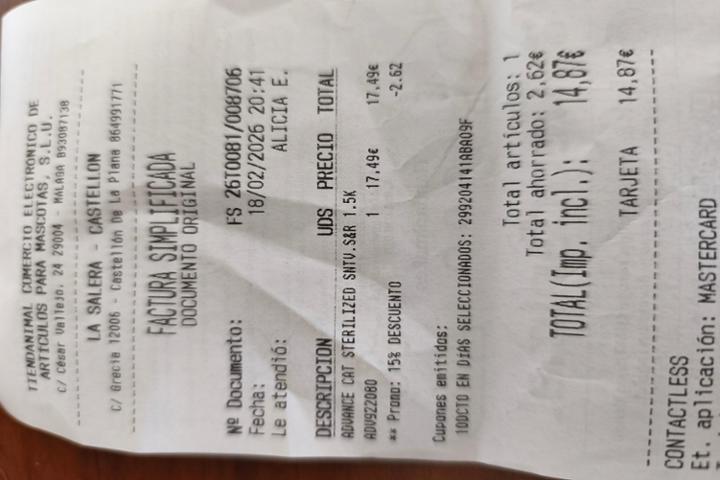 TIENDANIMAL COMERCIO ELECTRONICO DE
ARTICULOS PARA MASCOTAS, S.L.U.
C/ César Vallejo, 24 29004 - MALAGA B93087138
LA SALERA - CASTELLON
C/ Grecia 12006 - Castellón De La Plana 964991771
FACTURA SIMPLIFICADA
DOCUMENTO ORIGINAL
Nº Documento: FS 26T0081/008706
Fecha: 18/02/2026 20:41
Le atendió: ALICIA E.
DESCRIPCION UDS PRECIO TOTAL
ADVANCE CAT STERILIZED SNTV.S&R 1.5K
ADV922080 1 17,49€ 17,49€
** Promo: 15% DESCUENTO -2.62
Cupones emitidos:
10DCTO EN DíAS SELECCIONADOS: 299204141ABA09F
Total artículos: 1
Total ahorrado: 2,62€
TOTAL(Imp. incl.): 14,87€
TARJETA 14,87€
CONTACTLESS
Et. aplicación: MASTERCARD